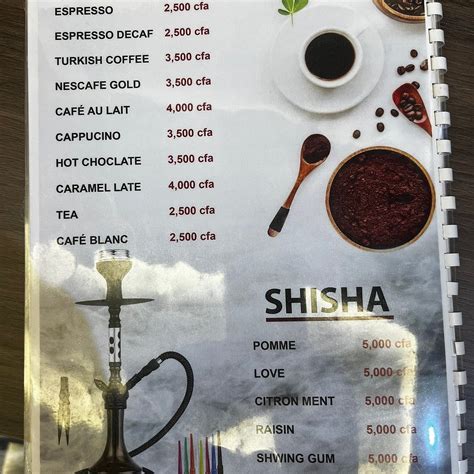 ESPRESSO 2,500 cfa
ESPRESSO DECAF 2,500 cfa
TURKISH COFFEE 3,500 cfa
NESCAFE GOLD 3,500 cfa
CAFÉ AU LAIT 4,000 cfa
CAPPUCINO 3,500 cfa
HOT CHOCLATE 3,500 cfa
CARAMEL LATE 4,000 cfa
TEA 2,500 cfa
CAFÉ BLANC 2,500 cfa
SHISHA
POMME 5,000 cfa
LOVE 5,000 cfa
CITRON MENT 5,000 cfa
RAISIN 5,000 cfa
SHWING GUM 5,000 cfa